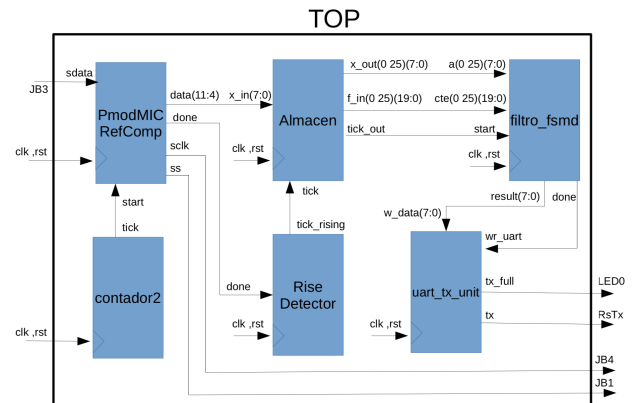 TOP
sdata
JB3
PmodMIC
RefComp
clk ,rst
data(11:4)
done
sclk
ss
start
tick
contador2
clk ,rst
x_in(7:0)
Almacen
clk ,rst
x_out(0 25)(7:0)
f_in(0 25)(19:0)
tick_out
tick
tick_rising
done
Rise
Detector
clk ,rst
a(0 25)(7:0)
cte(0 25)(19:0)
start
filtro_fsmd
clk ,rst
result(7:0)
done
w_data(7:0)
wr_uart
uart_tx_unit
clk ,rst
tx_full
tx
LED0
RsTx
JB4
JB1